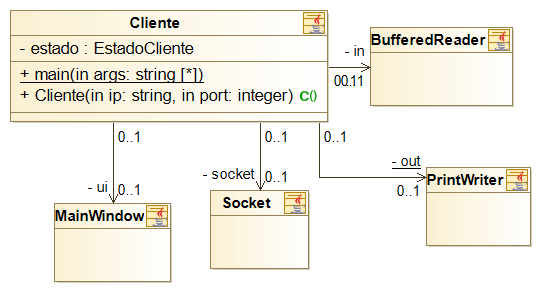 Cliente
- estado : EstadoCliente
+ main(in args: string [*])
+ Cliente(in ip: string, in port: integer) C()
- in
0..1
0..1
BufferedReader
0..1
0..1
0..1
- ui
0..1
- socket
0..1
- out
0..1
MainWindow
Socket
PrintWriter